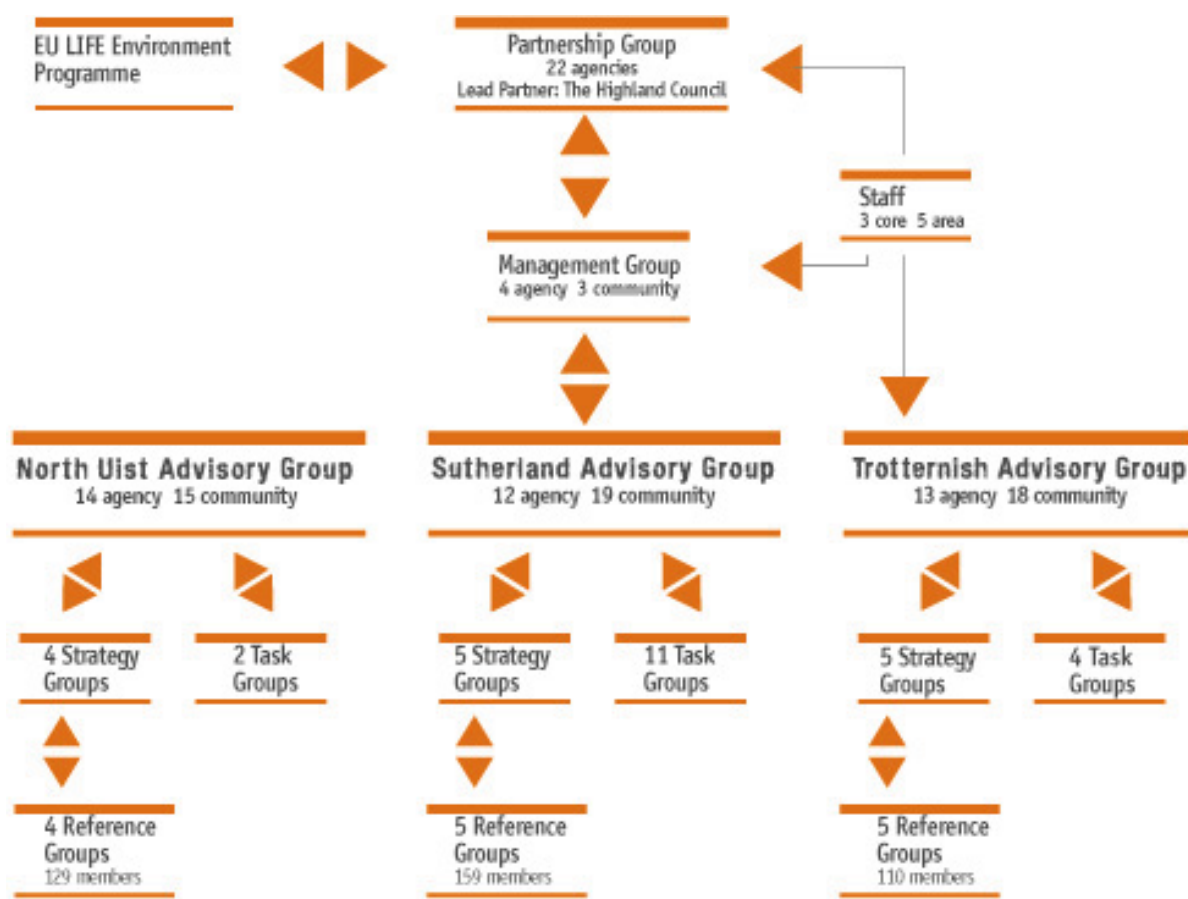 EU LIFE Environment
Programme
Partnership Group
22 agencies
Lead Partner: The Highland Council
Staff
3 core 5 area
Management Group
4 agency 3 community
North Uist Advisory Group
14 agency 15 community
Sutherland Advisory Group
12 agency 19 community
Trotternish Advisory Group
13 agency 18 community
4 Strategy
Groups
2 Task
Groups
5 Strategy
Groups
11 Task
Groups
5 Strategy
Groups
4 Task
Groups
4 Reference
Groups
129 members
5 Reference
Groups
159 members
5 Reference
Groups
110 members